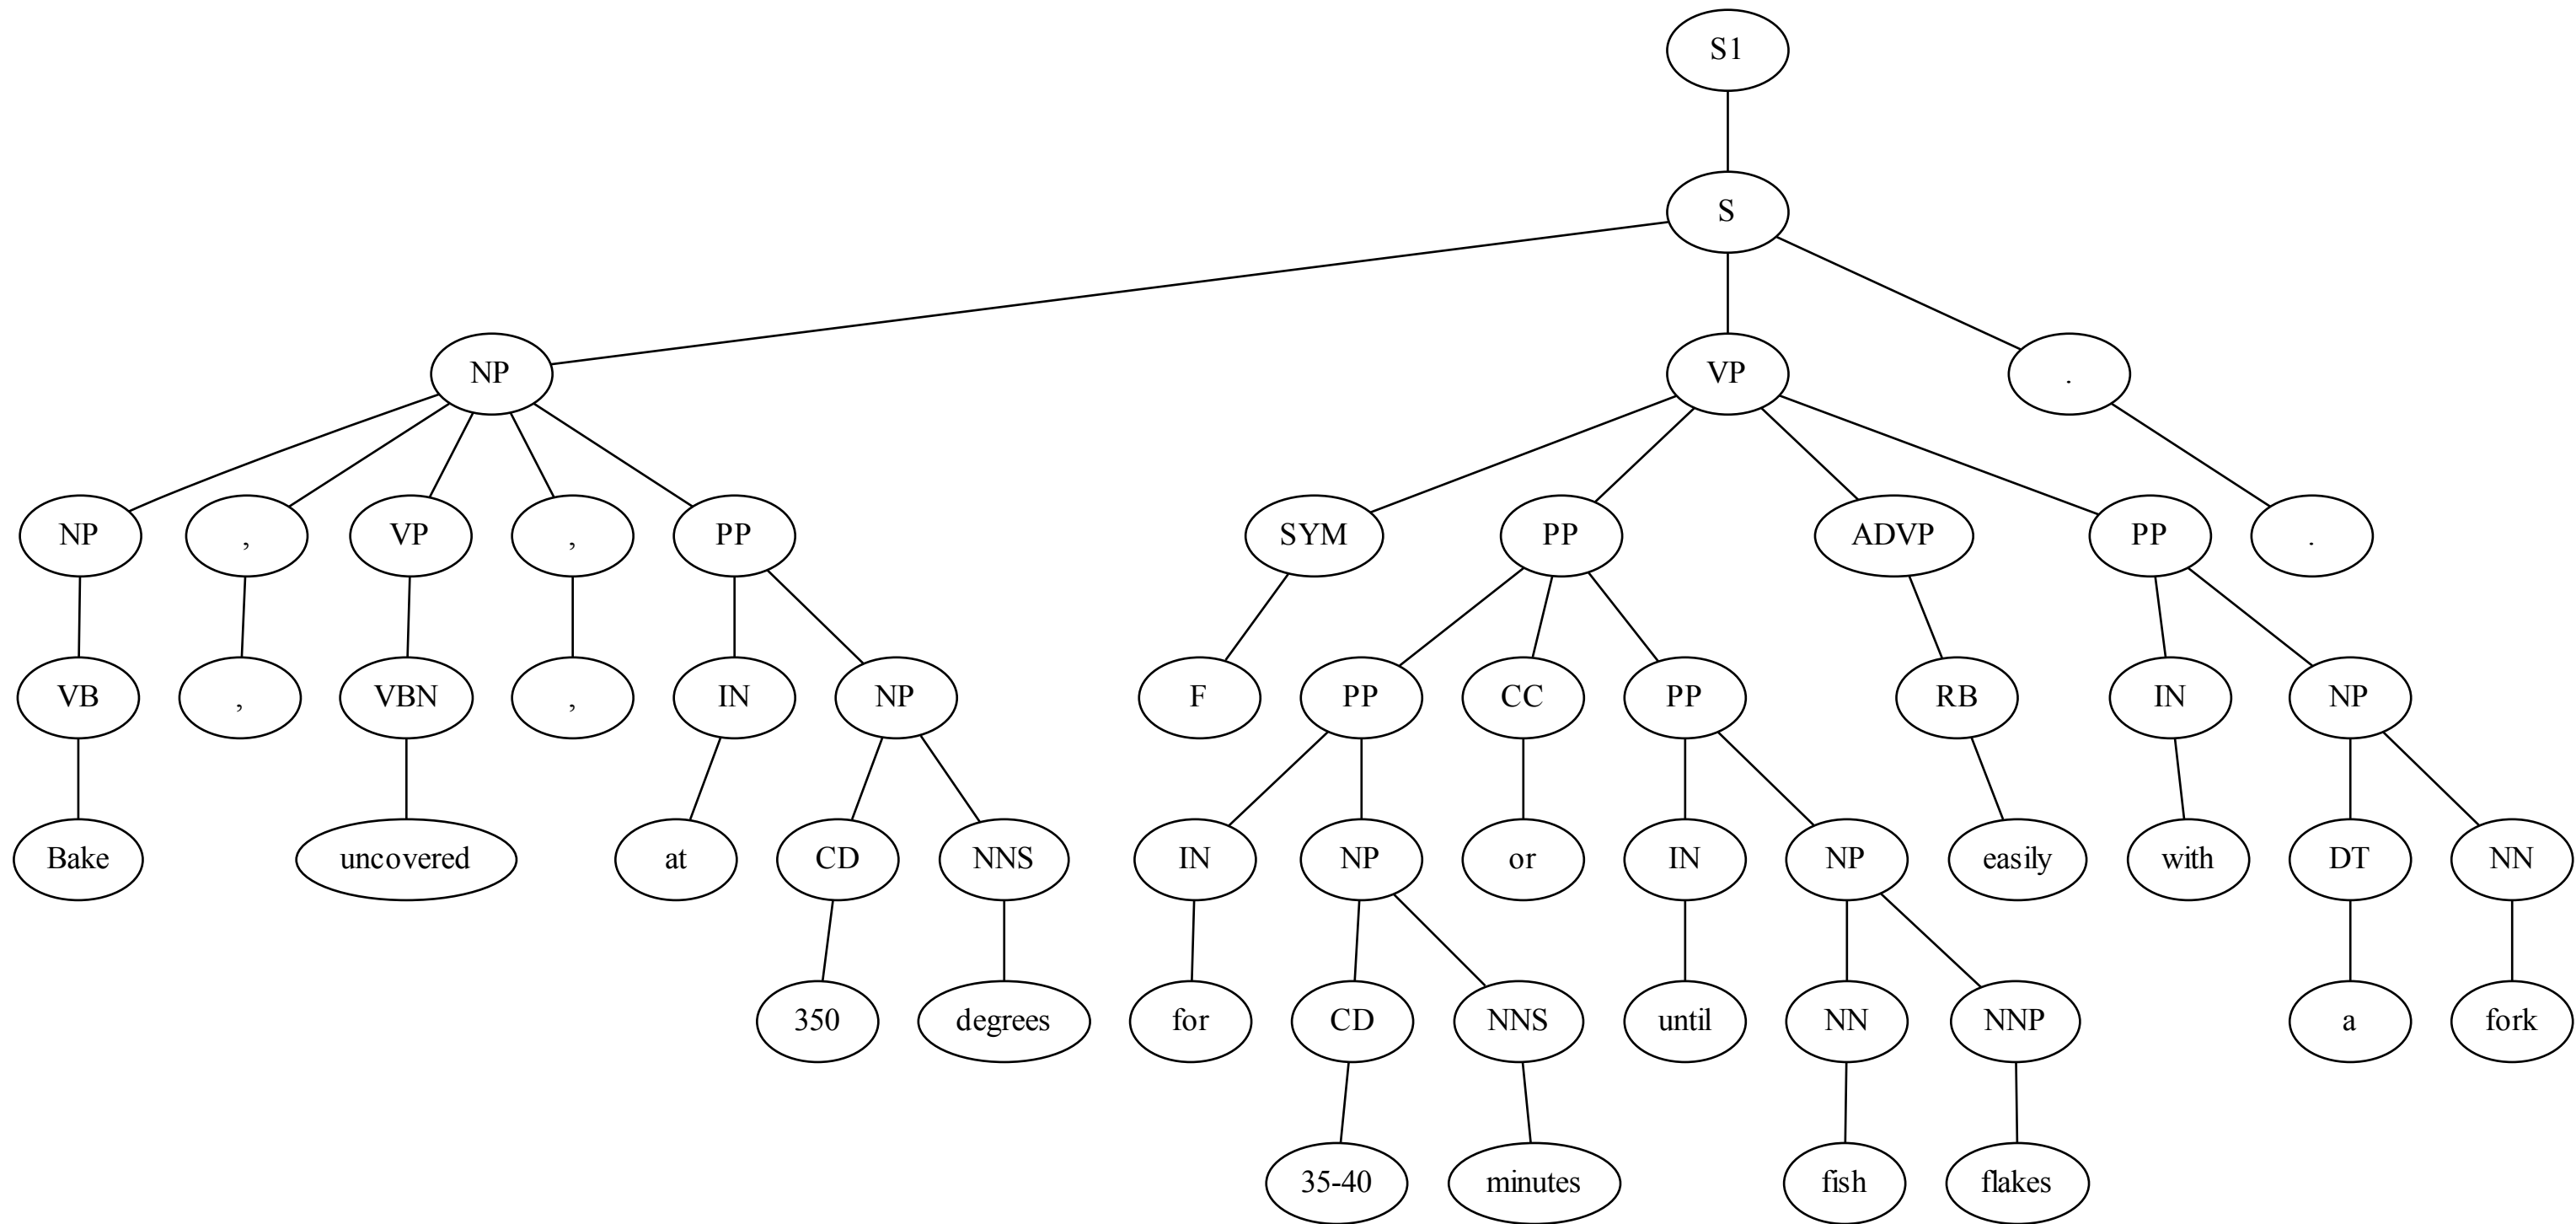 S1
S
NP VP .
NP , VP , PP SYM PP ADVP PP .
VB , VBN , IN NP F PP CC PP RB IN NP
Bake uncovered at CD NNS IN NP or IN NP easily with DT NN
350 degrees for CD NNS until NN NNP a fork
35-40 minutes fish flakes